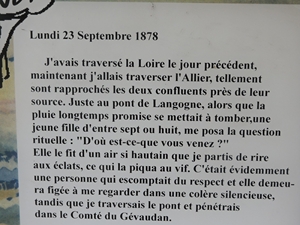 Lundi 23 Septembre 1878
J'avais traversé la Loire le jour précédent,
maintenant j'allais traverser l'Allier, tellement
sont rapprochés les deux confluents près de leur
source. Juste au pont de Langogne, alors que la
pluie longtemps promise se mettait à tomber,une
jeune fille d'entre sept ou huit, me posa la question
rituelle : "D'où est-ce-que vous venez ?"
Elle le fit d'un air si hautain que je partis de rire
aux éclats, ce qui la piqua au vif. C'était évidemment
une personne qui escomptait du respect et elle demeu-
ra figée à me regarder dans une colère silencieuse,
tandis que je traversais le pont et pénétrais
dans le Comté du Gévaudan.